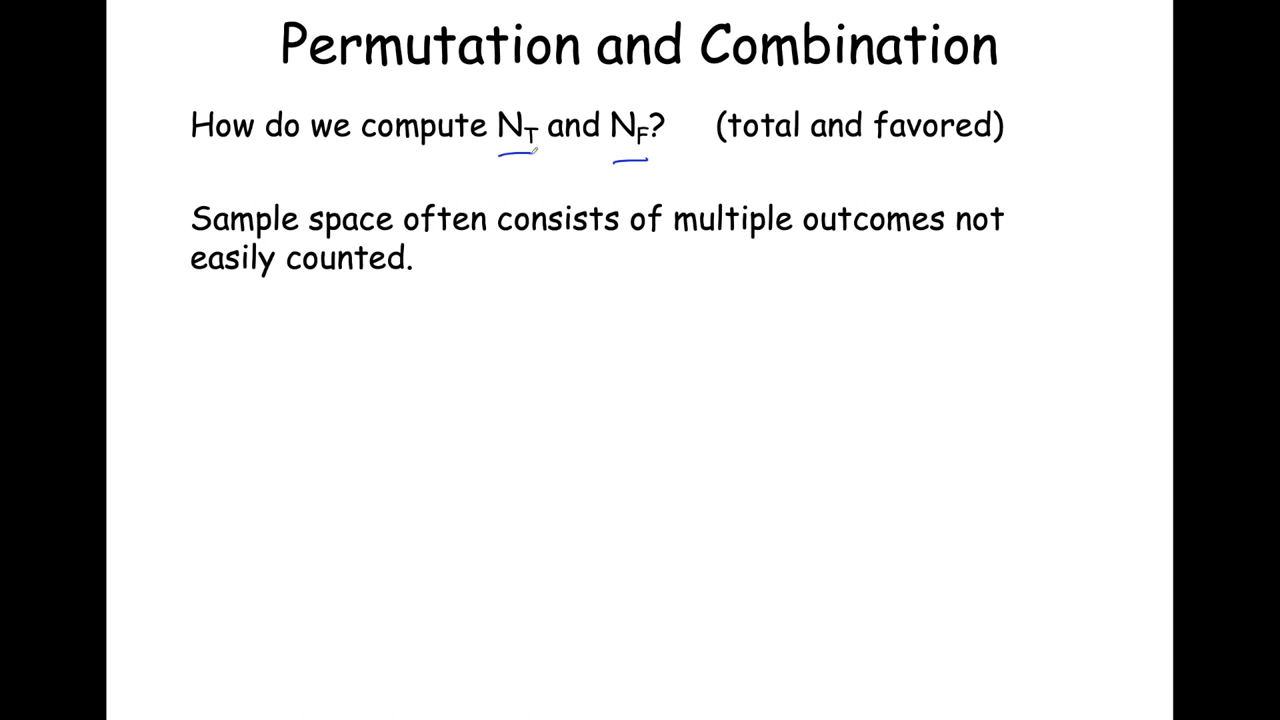 Permutation and Combination
How do we compute N_T and N_F? (total and favored)
Sample space often consists of multiple outcomes not
easily counted.